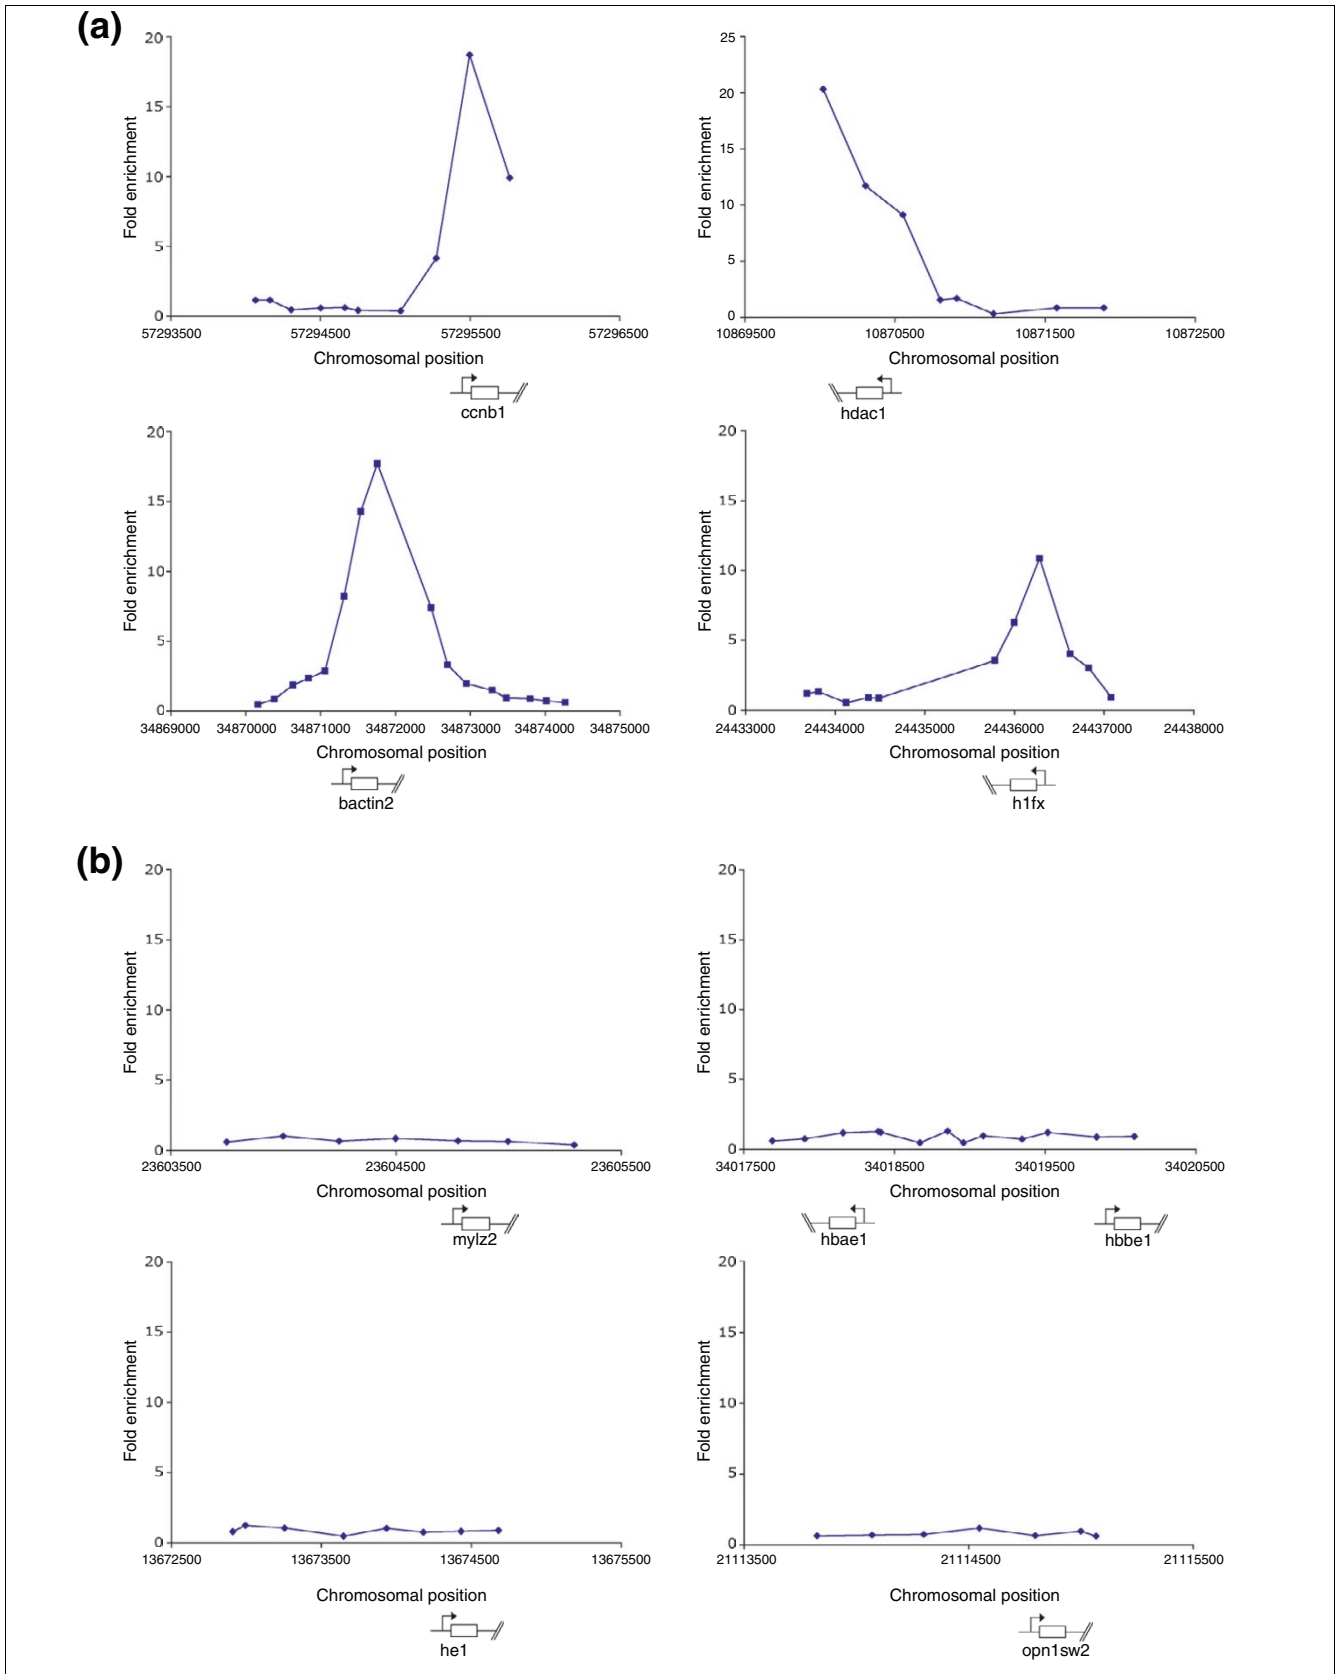 (a)
20
15
10
5
0
Fold enrichment
57293500 57294500 57295500 57296500
Chromosomal position
ccnb1
25
20
15
10
5
0
Fold enrichment
10869500 10870500 10871500 10872500
Chromosomal position
hdac1
20
15
10
5
0
Fold enrichment
34869000 34870000 34871000 34872000 34873000 34874000 34875000
Chromosomal position
bactin2
20
15
10
5
0
Fold enrichment
24433000 24434000 24435000 24436000 24437000 24438000
Chromosomal position
h1fx
(b)
20
15
10
5
0
Fold enrichment
23603500 23604500 23605500
Chromosomal position
mylz2
20
15
10
5
0
Fold enrichment
34017500 34018500 34019500 34020500
Chromosomal position
hbae1 hbbe1
20
15
10
5
0
Fold enrichment
13672500 13673500 13674500 13675500
Chromosomal position
he1
20
15
10
5
0
Fold enrichment
21113500 21114500 21115500
Chromosomal position
opn1sw2